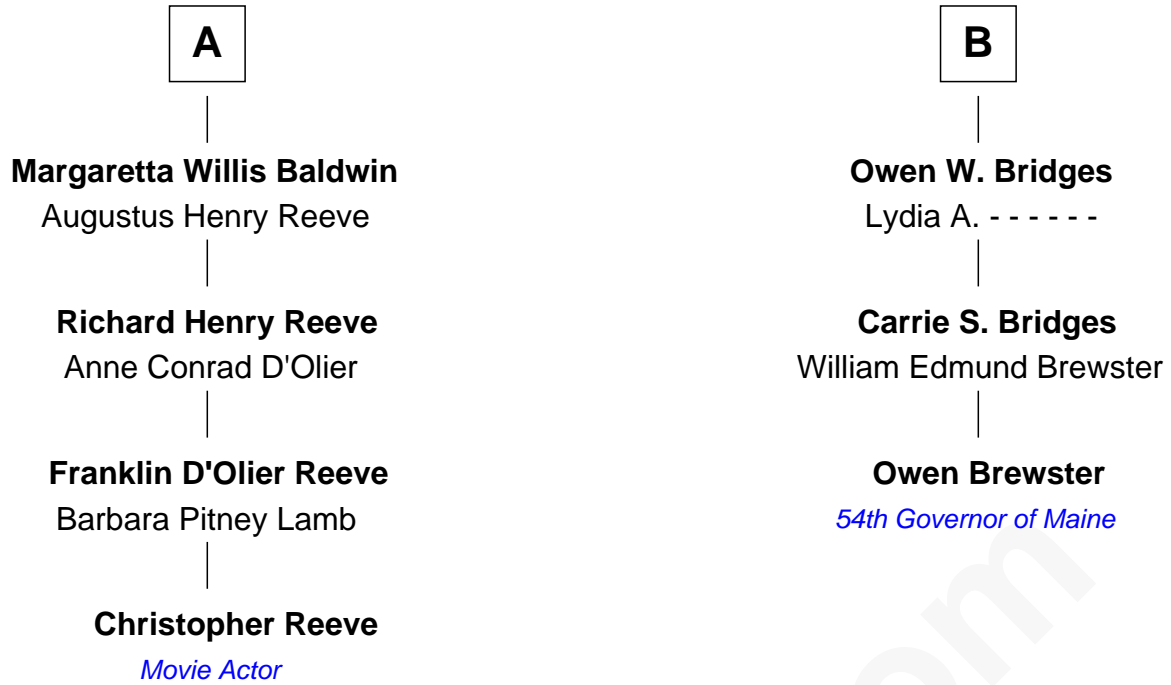 A
Margaretta Willis Baldwin
Augustus Henry Reeve
Richard Henry Reeve
Anne Conrad D'Olier
Franklin D'Olier Reeve
Barbara Pitney Lamb
Christopher Reeve
Movie Actor
B
Owen W. Bridges
Lydia A. - - - - - -
Carrie S. Bridges
William Edmund Brewster
Owen Brewster
54th Governor of Maine
om